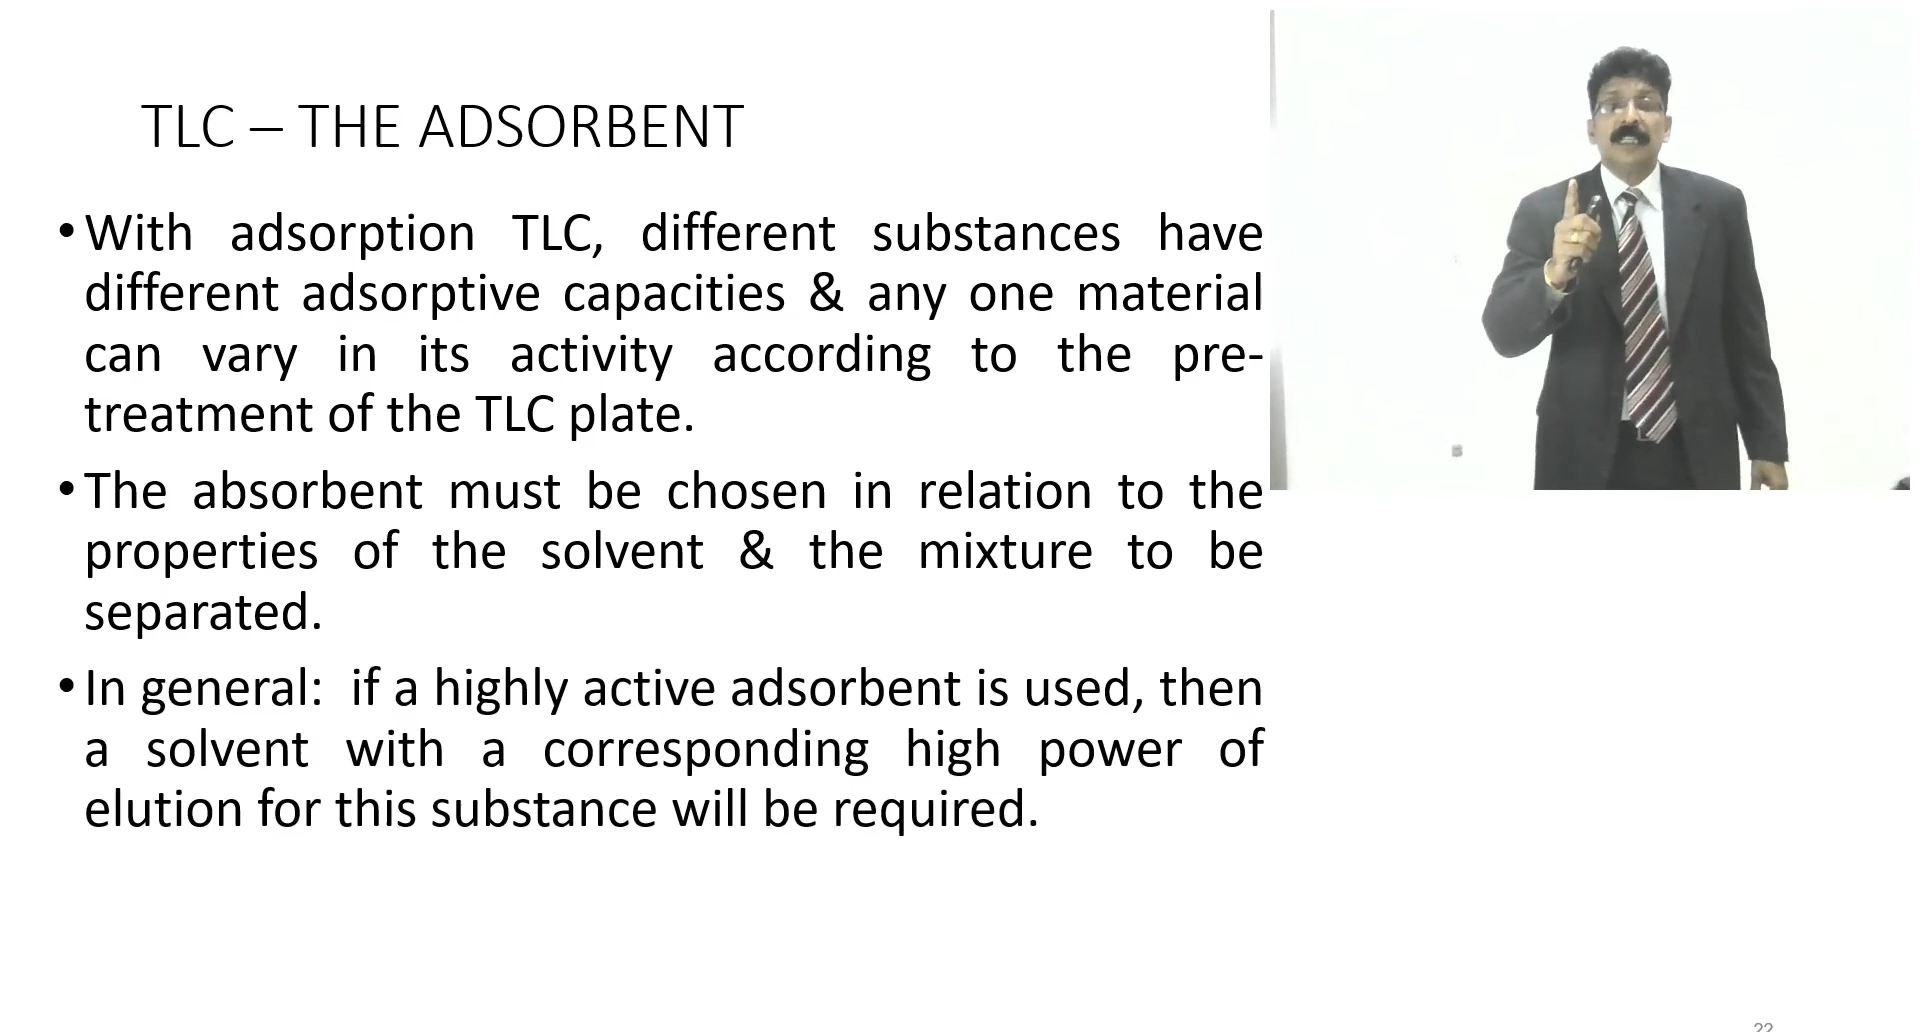 TLC – THE ADSORBENT
•With adsorption TLC, different substances have
different adsorptive capacities & any one material
can vary in its activity according to the pre-
treatment of the TLC plate.
•The absorbent must be chosen in relation to the
properties of the solvent & the mixture to be
separated.
•In general:  if a highly active adsorbent is used, then
a solvent with a corresponding high power of
elution for this substance will be required.
22